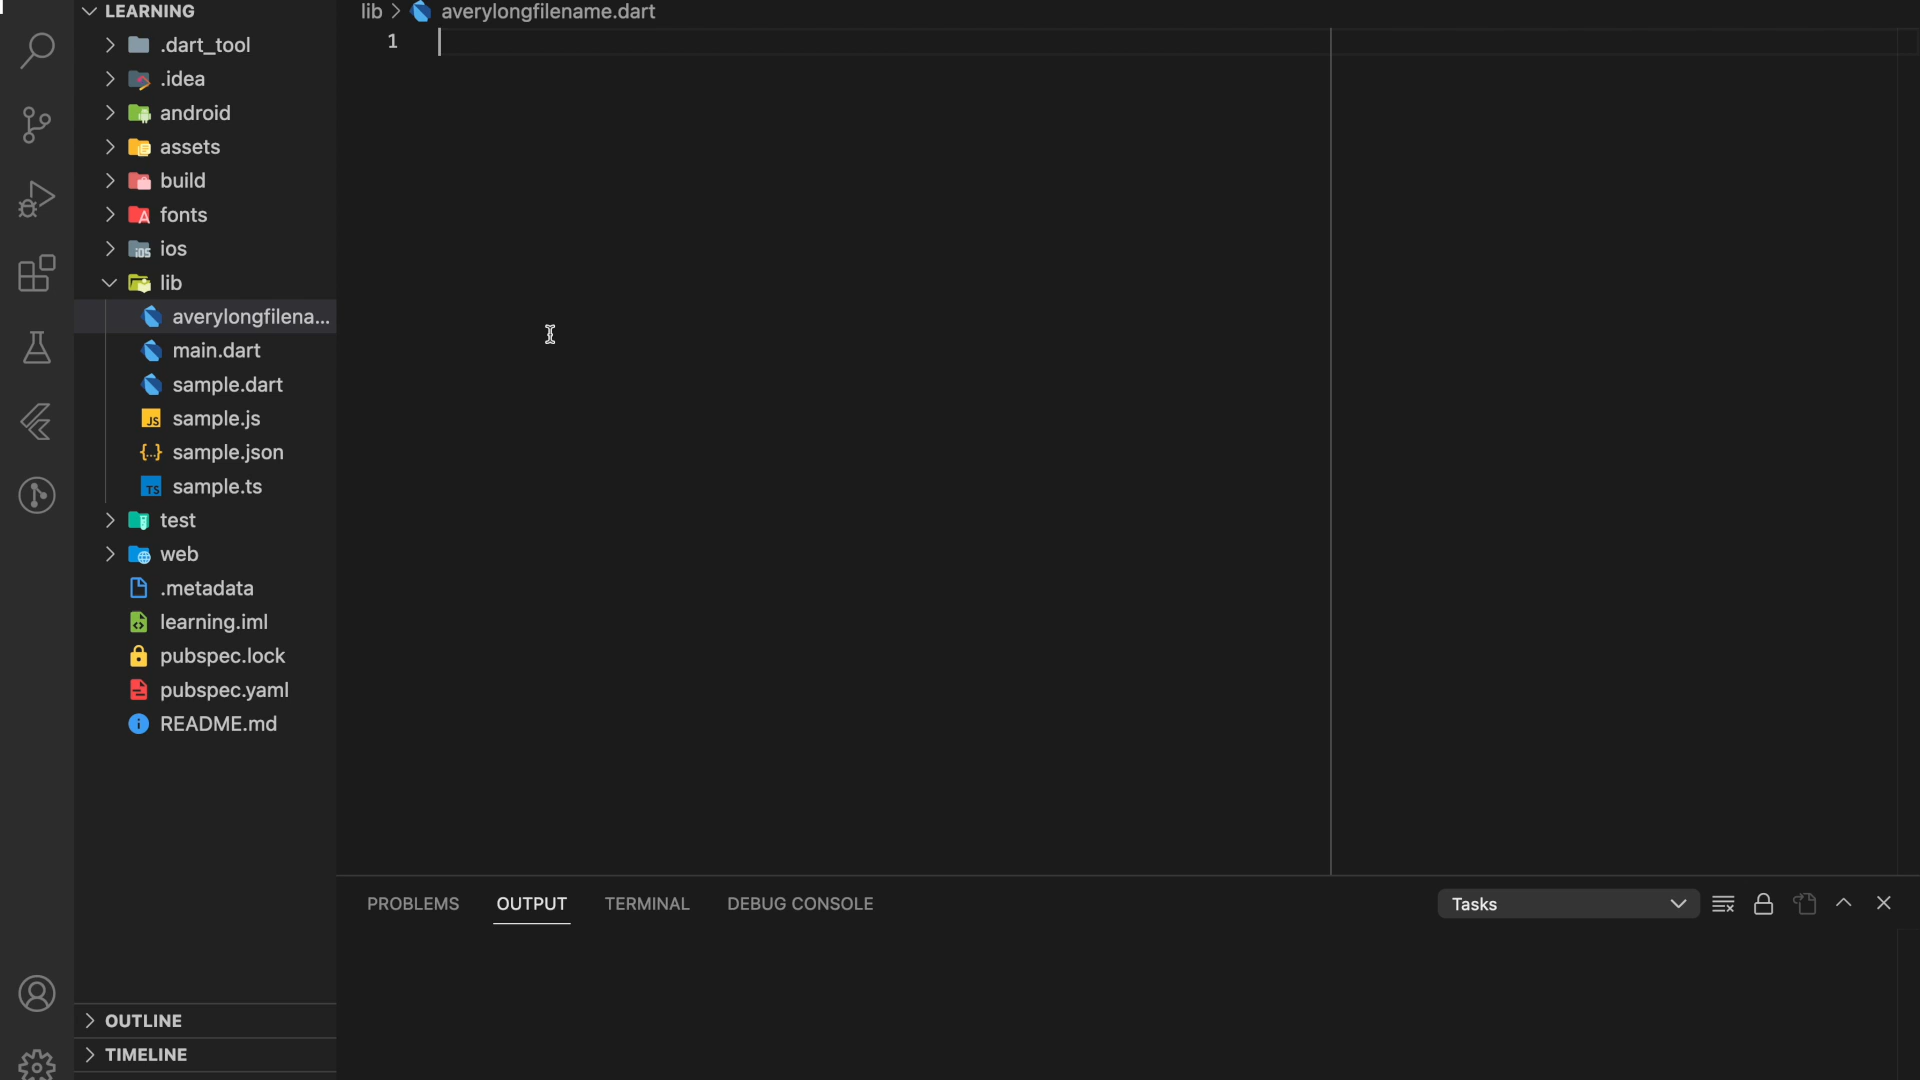 LEARNING
.dart_tool
.idea
android
assets
build
fonts
ios
lib
averylongfilena...
main.dart
sample.dart
sample.js
sample.json
sample.ts
test
web
.metadata
learning.iml
pubspec.lock
pubspec.yaml
README.md
OUTLINE
TIMELINE
lib > averylongfilename.dart
1
PROBLEMS OUTPUT TERMINAL DEBUG CONSOLE Tasks